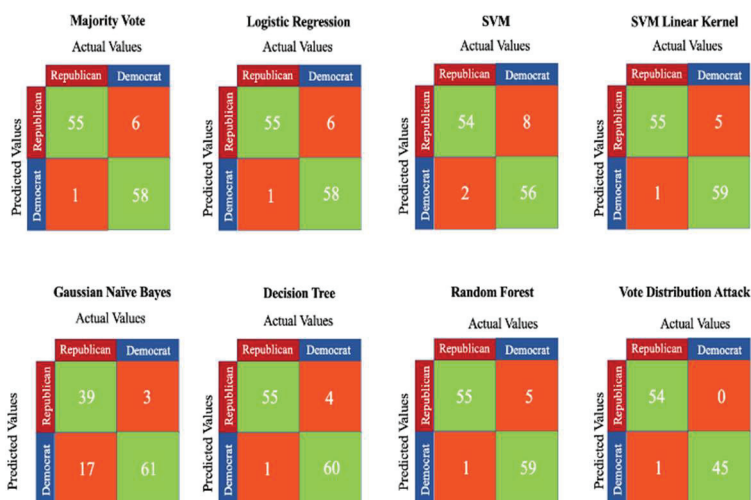 Majority Vote
Actual Values
Republican Democrat
Predicted Values
Republican
55 6
Democrat
1 58
Logistic Regression
Actual Values
Republican Democrat
Predicted Values
Republican
55 6
Democrat
1 58
SVM
Actual Values
Republican Democrat
Predicted Values
Republican
54 8
Democrat
2 56
SVM Linear Kernel
Actual Values
Republican Democrat
Predicted Values
Republican
55 5
Democrat
1 59
Gaussian Naïve Bayes
Actual Values
Republican Democrat
Predicted Values
Republican
39 3
Democrat
17 61
Decision Tree
Actual Values
Republican Democrat
Predicted Values
Republican
55 4
Democrat
1 60
Random Forest
Actual Values
Republican Democrat
Predicted Values
Republican
55 5
Democrat
1 59
Vote Distribution Attack
Actual Values
Republican Democrat
Predicted Values
Republican
54 0
Democrat
1 45